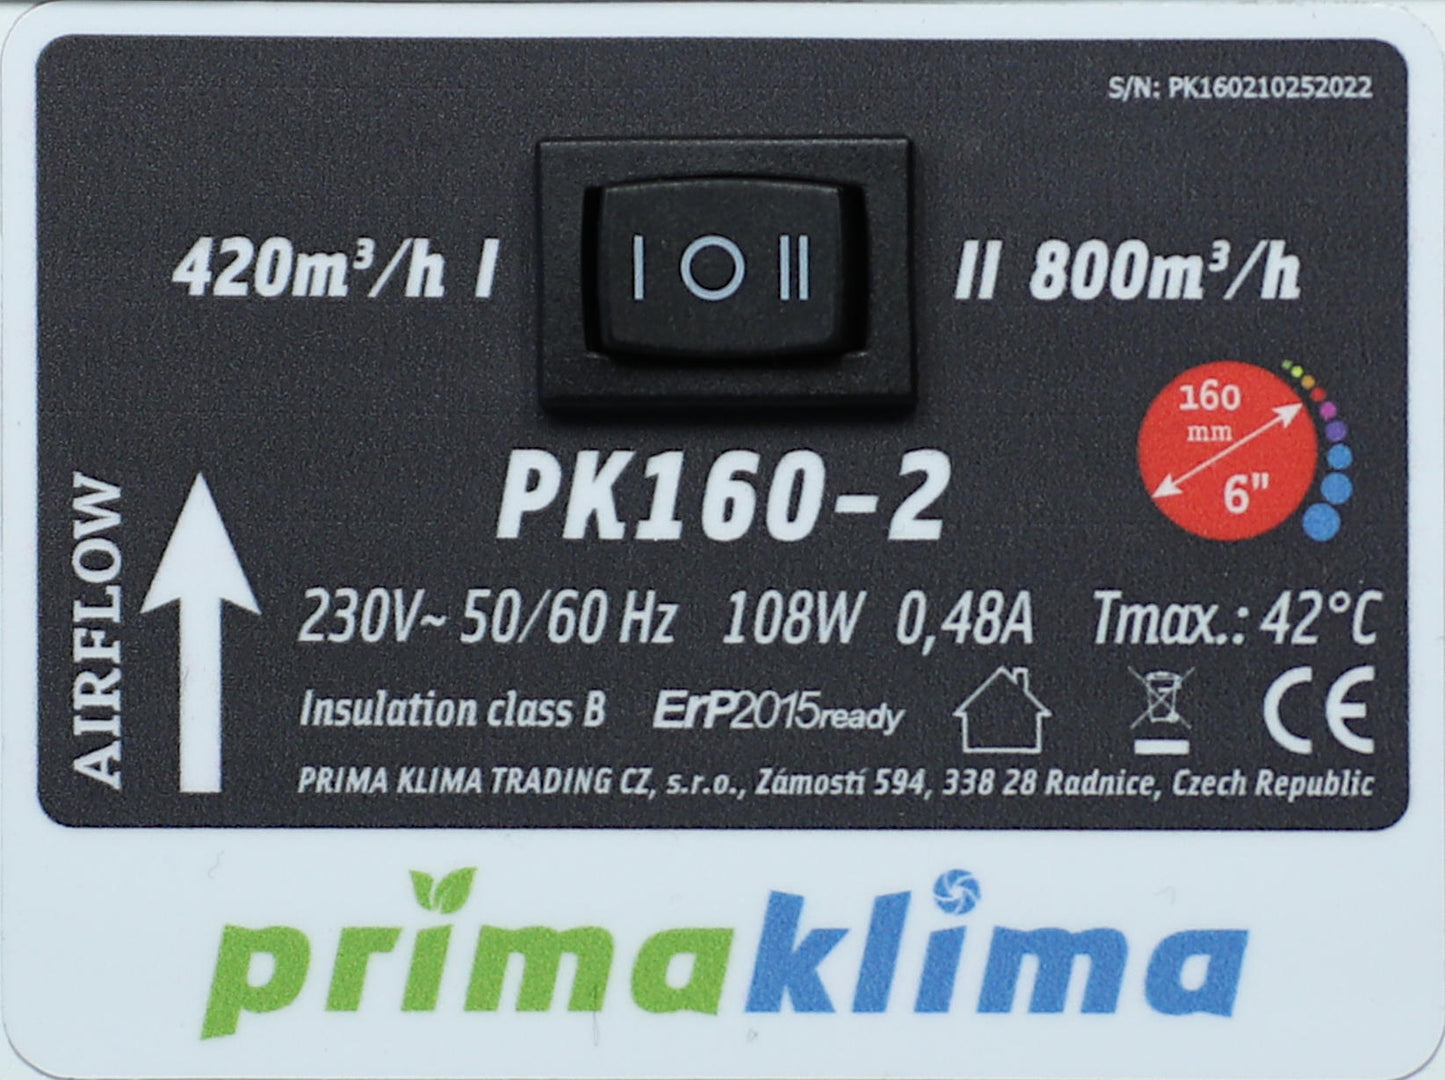 S/N: PK160210252022
420m³/h I
I O II
II 800m³/h
160
mm
6"
PK160-2
AIRFLOW
230V~ 50/60 Hz 108W 0,48A Tmax.: 42°C
Insulation class B ErP2015ready CE
PRIMA KLIMA TRADING CZ, s.r.o., Zámostí 594, 338 28 Radnice, Czech Republic
primaklima